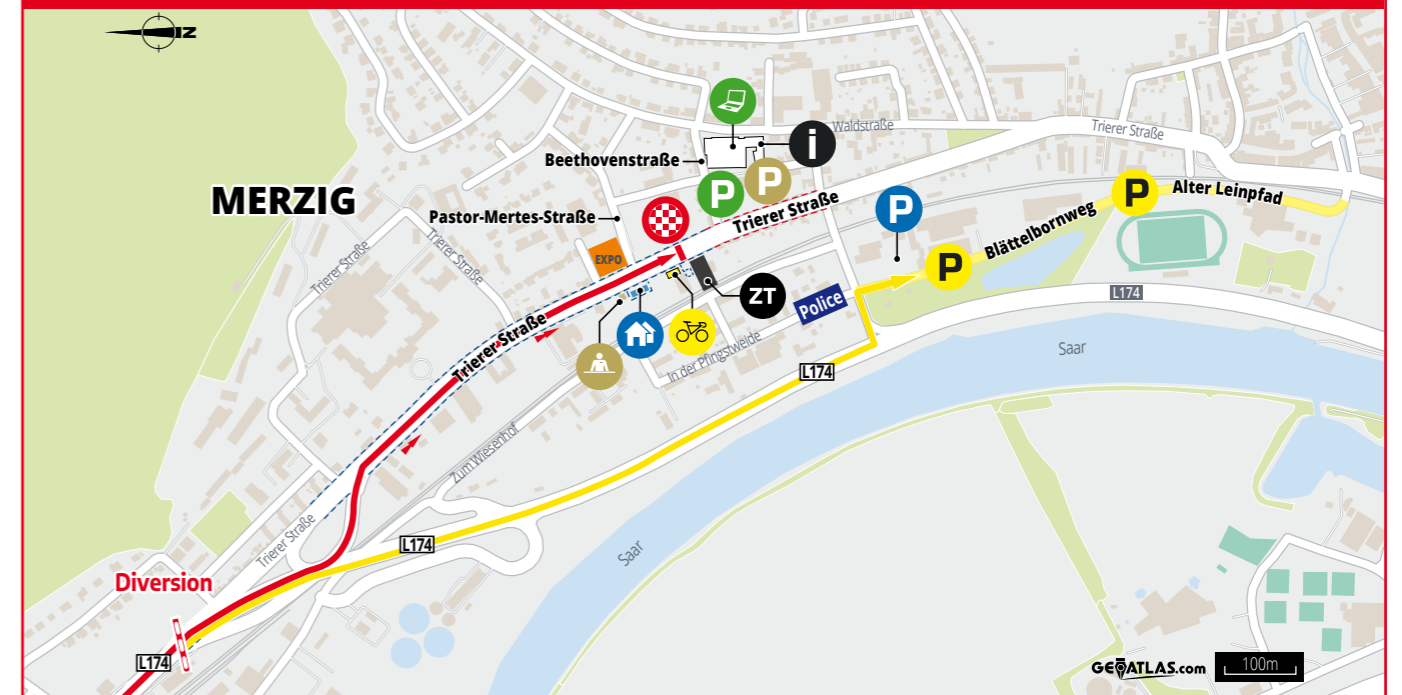 N
Waldstraße
Trierer Straße
i
Beethovenstraße
Alter Leinpfad
MERZIG
P
P
P
P
Pastor-Mertes-Straße
Trierer Straße
Blättelbornweg
Trierer Straße
Trierer Straße
EXPO
P
ZT
Police
L174
Trierer Straße
In der Pfingstweide
Saar
L174
Zum Wiesenhof
Trierer Straße
L174
Saar
Diversion
L174
GEOATLAS.com
100m